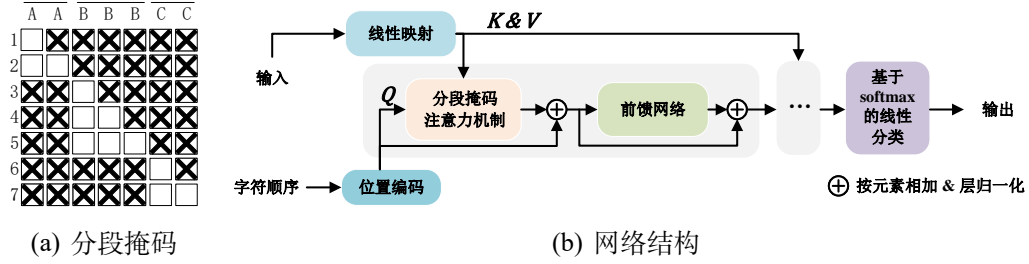 A A B B B C C
1
2
3
4
5
6
7
(a) 分段掩码
线性映射
K & V
输入
Q
分段掩码
注意力机制
前馈网络
...
基于
softmax
的线性
分类
输出
字符顺序
位置编码
按元素相加 & 层归一化
(b) 网络结构